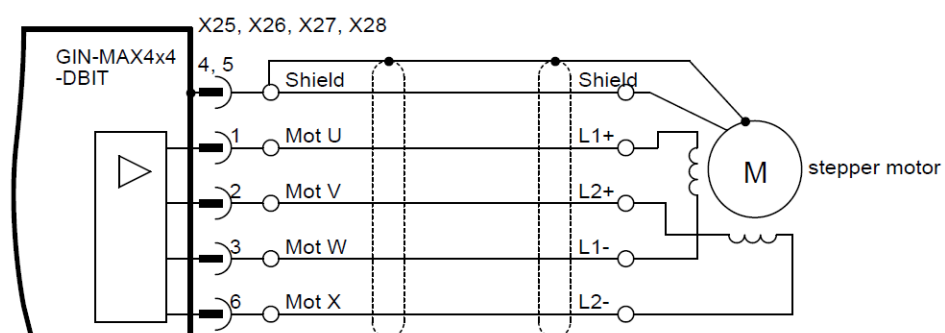 X25, X26, X27, X28
GIN-MAX4x4
-DBIT
4, 5
Shield
Shield
1
Mot U
L1+
M
stepper motor
2
Mot V
L2+
3
Mot W
L1-
6
Mot X
L2-